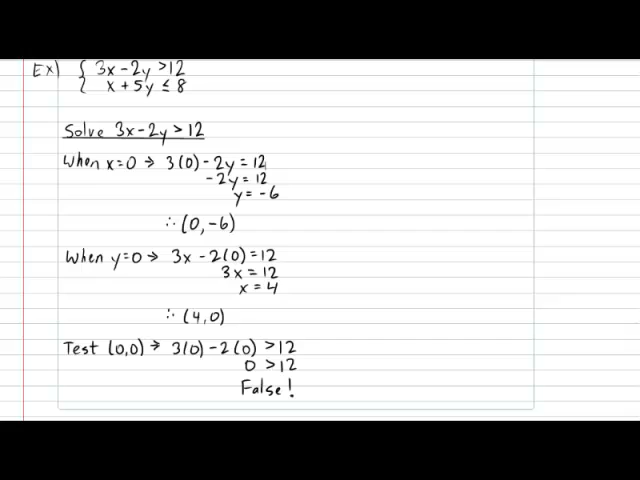 Ex) { 3x - 2y > 12
{ x + 5y ≤ 8
Solve 3x - 2y > 12
When x = 0 → 3(0) - 2y = 12
-2y = 12
y = -6
∴ (0, -6)
When y = 0 → 3x - 2(0) = 12
3x = 12
x = 4
∴ (4, 0)
Test (0,0) → 3(0) - 2(0) > 12
0 > 12
False!